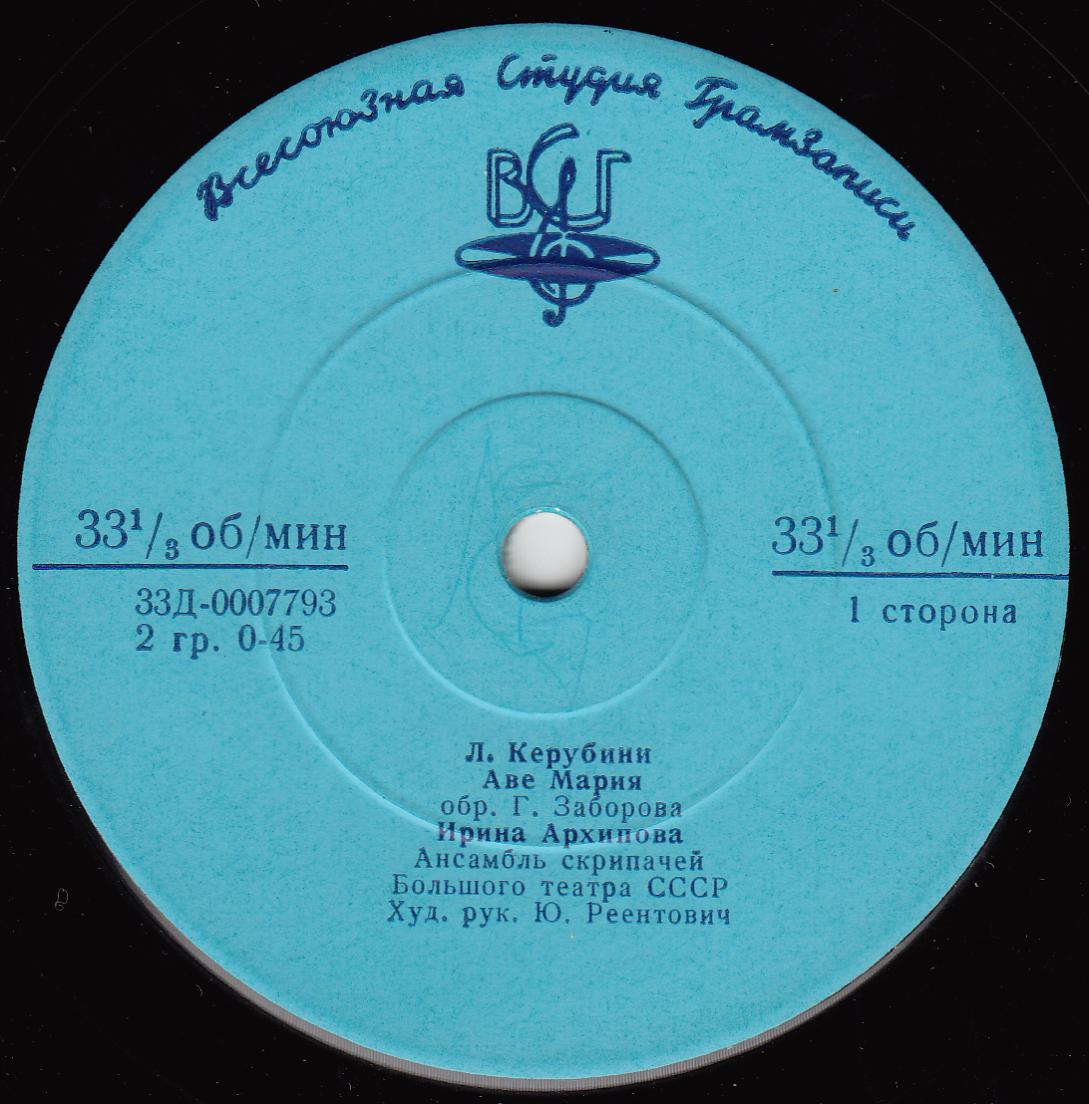 Всесоюзная Студия Грамзаписи
ВСГ
33¹/₃ об/мин
33Д-0007793
2 гр. 0-45
33¹/₃ об/мин
1 сторона
Л. Керубини
Аве Мария
обр. Г. Заборова
Ирина Архипова
Ансамбль скрипачей
Большого театра СССР
Худ. рук. Ю. Реентович